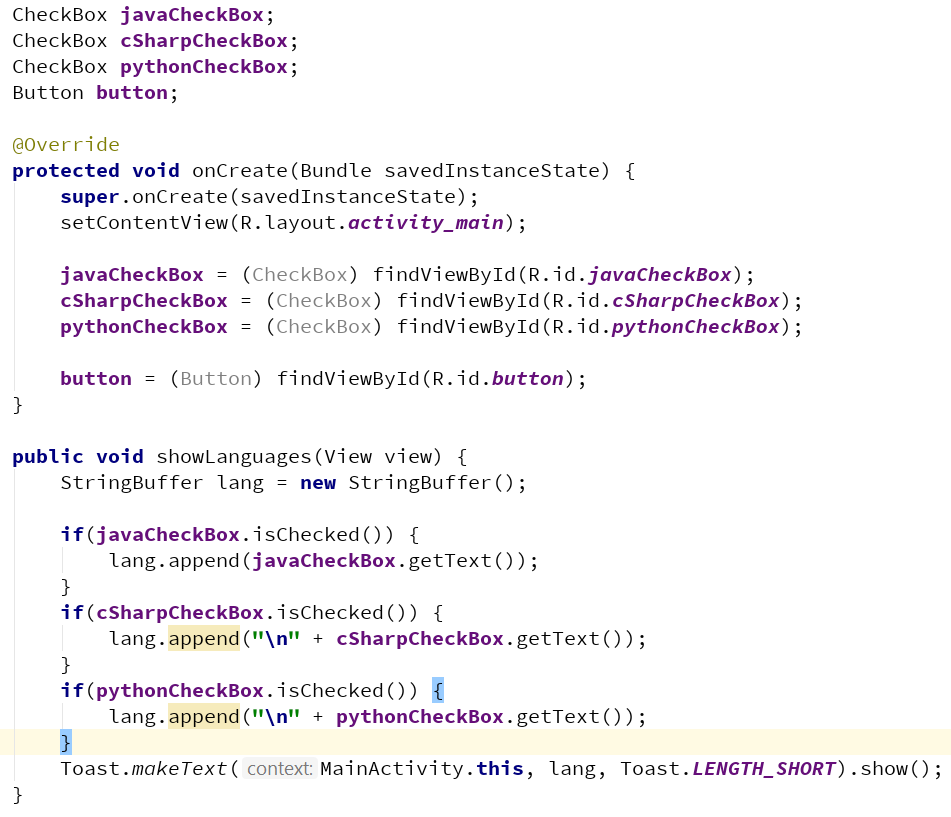 CheckBox javaCheckBox;
CheckBox cSharpCheckBox;
CheckBox pythonCheckBox;
Button button;
@Override
protected void onCreate(Bundle savedInstanceState) {
super.onCreate(savedInstanceState);
setContentView(R.layout.activity_main);
javaCheckBox = (CheckBox) findViewById(R.id.javaCheckBox);
cSharpCheckBox = (CheckBox) findViewById(R.id.cSharpCheckBox);
pythonCheckBox = (CheckBox) findViewById(R.id.pythonCheckBox);
button = (Button) findViewById(R.id.button);
}
public void showLanguages(View view) {
StringBuffer lang = new StringBuffer();
if(javaCheckBox.isChecked()) {
lang.append(javaCheckBox.getText());
}
if(cSharpCheckBox.isChecked()) {
lang.append("\n" + cSharpCheckBox.getText());
}
if(pythonCheckBox.isChecked()) {
lang.append("\n" + pythonCheckBox.getText());
}
Toast.makeText( context: MainActivity.this, lang, Toast.LENGTH_SHORT).show();
}